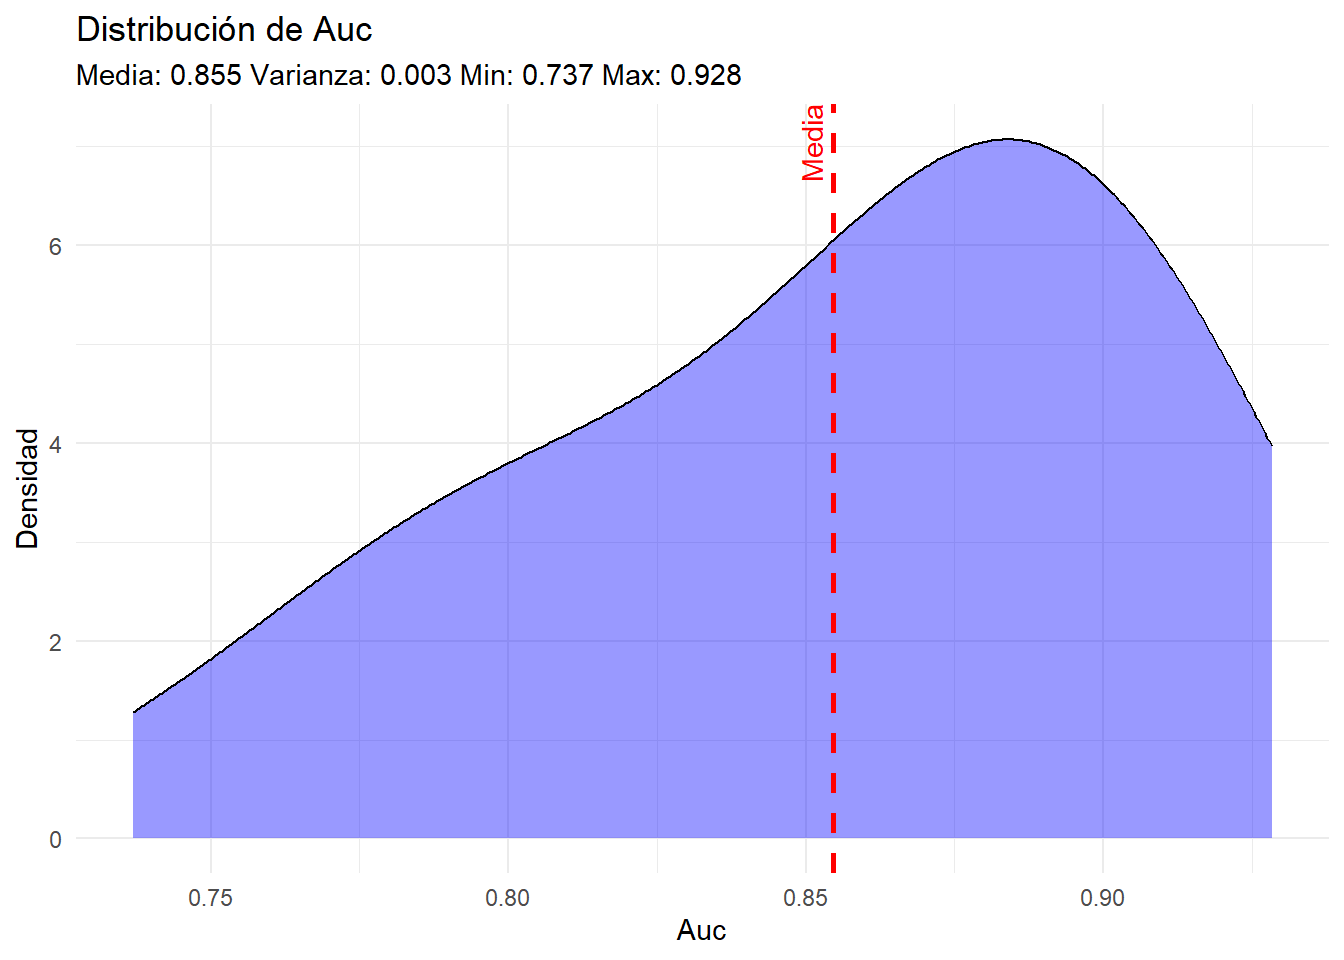 Distribución de Auc
Media: 0.855 Varianza: 0.003 Min: 0.737 Max: 0.928
Media
6
4
2
0
Densidad
0.75 0.80 0.85 0.90
Auc